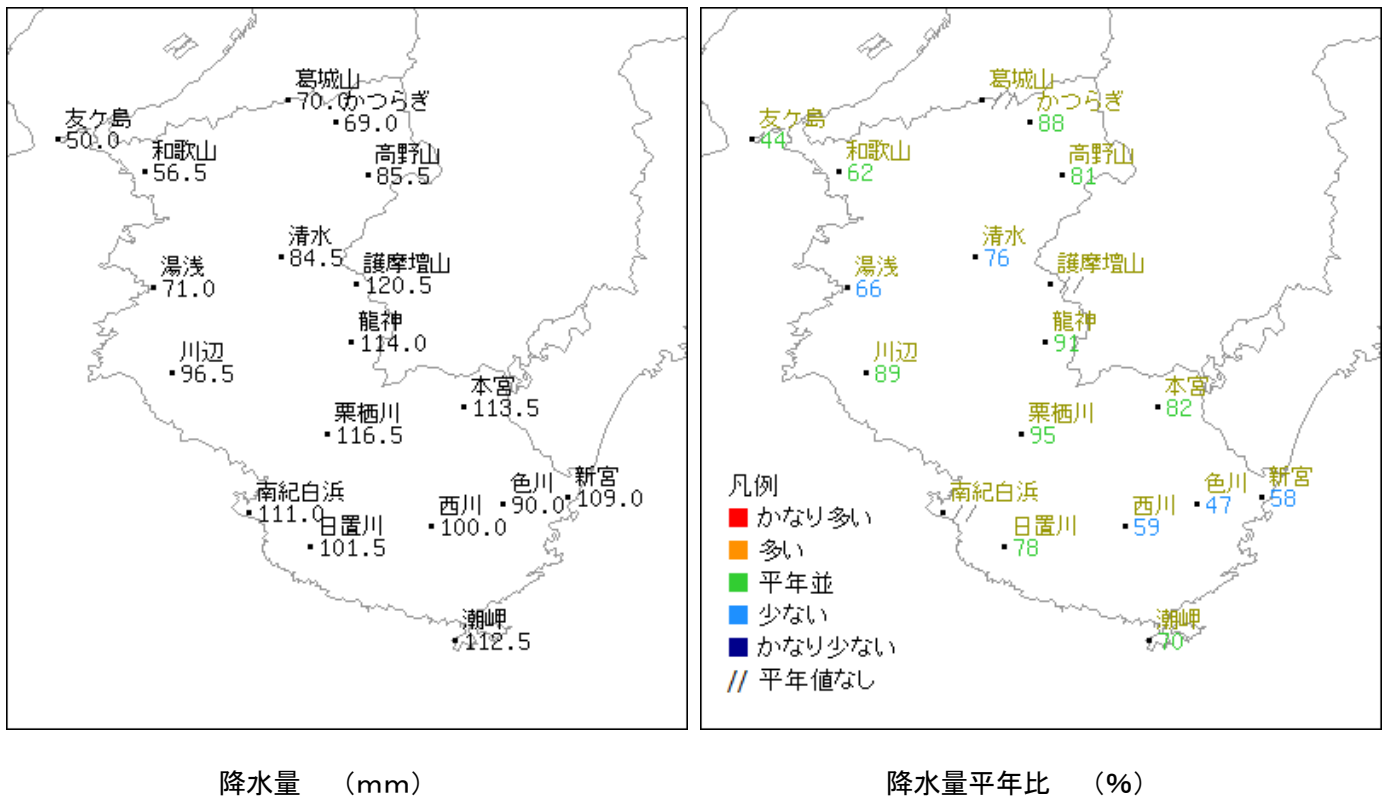 葛城山
70.0
かつらぎ
69.0
友ケ島
50.0
和歌山
56.5
高野山
85.5
清水
84.5
護摩壇山
120.5
湯浅
71.0
龍神
114.0
川辺
96.5
本宮
113.5
栗栖川
116.5
南紀白浜
111.0
日置川
101.5
西川
100.0
色川
90.0
新宮
109.0
潮岬
112.5
降水量 （mm）
葛城山
//
かつらぎ
88
友ケ島
44
和歌山
62
高野山
81
清水
76
護摩壇山
//
湯浅
66
龍神
91
川辺
89
本宮
82
栗栖川
95
南紀白浜
//
日置川
78
西川
59
色川
47
新宮
58
潮岬
70
凡例
かなり多い
多い
平年並
少ない
かなり少ない
// 平年値なし
降水量平年比 （%）